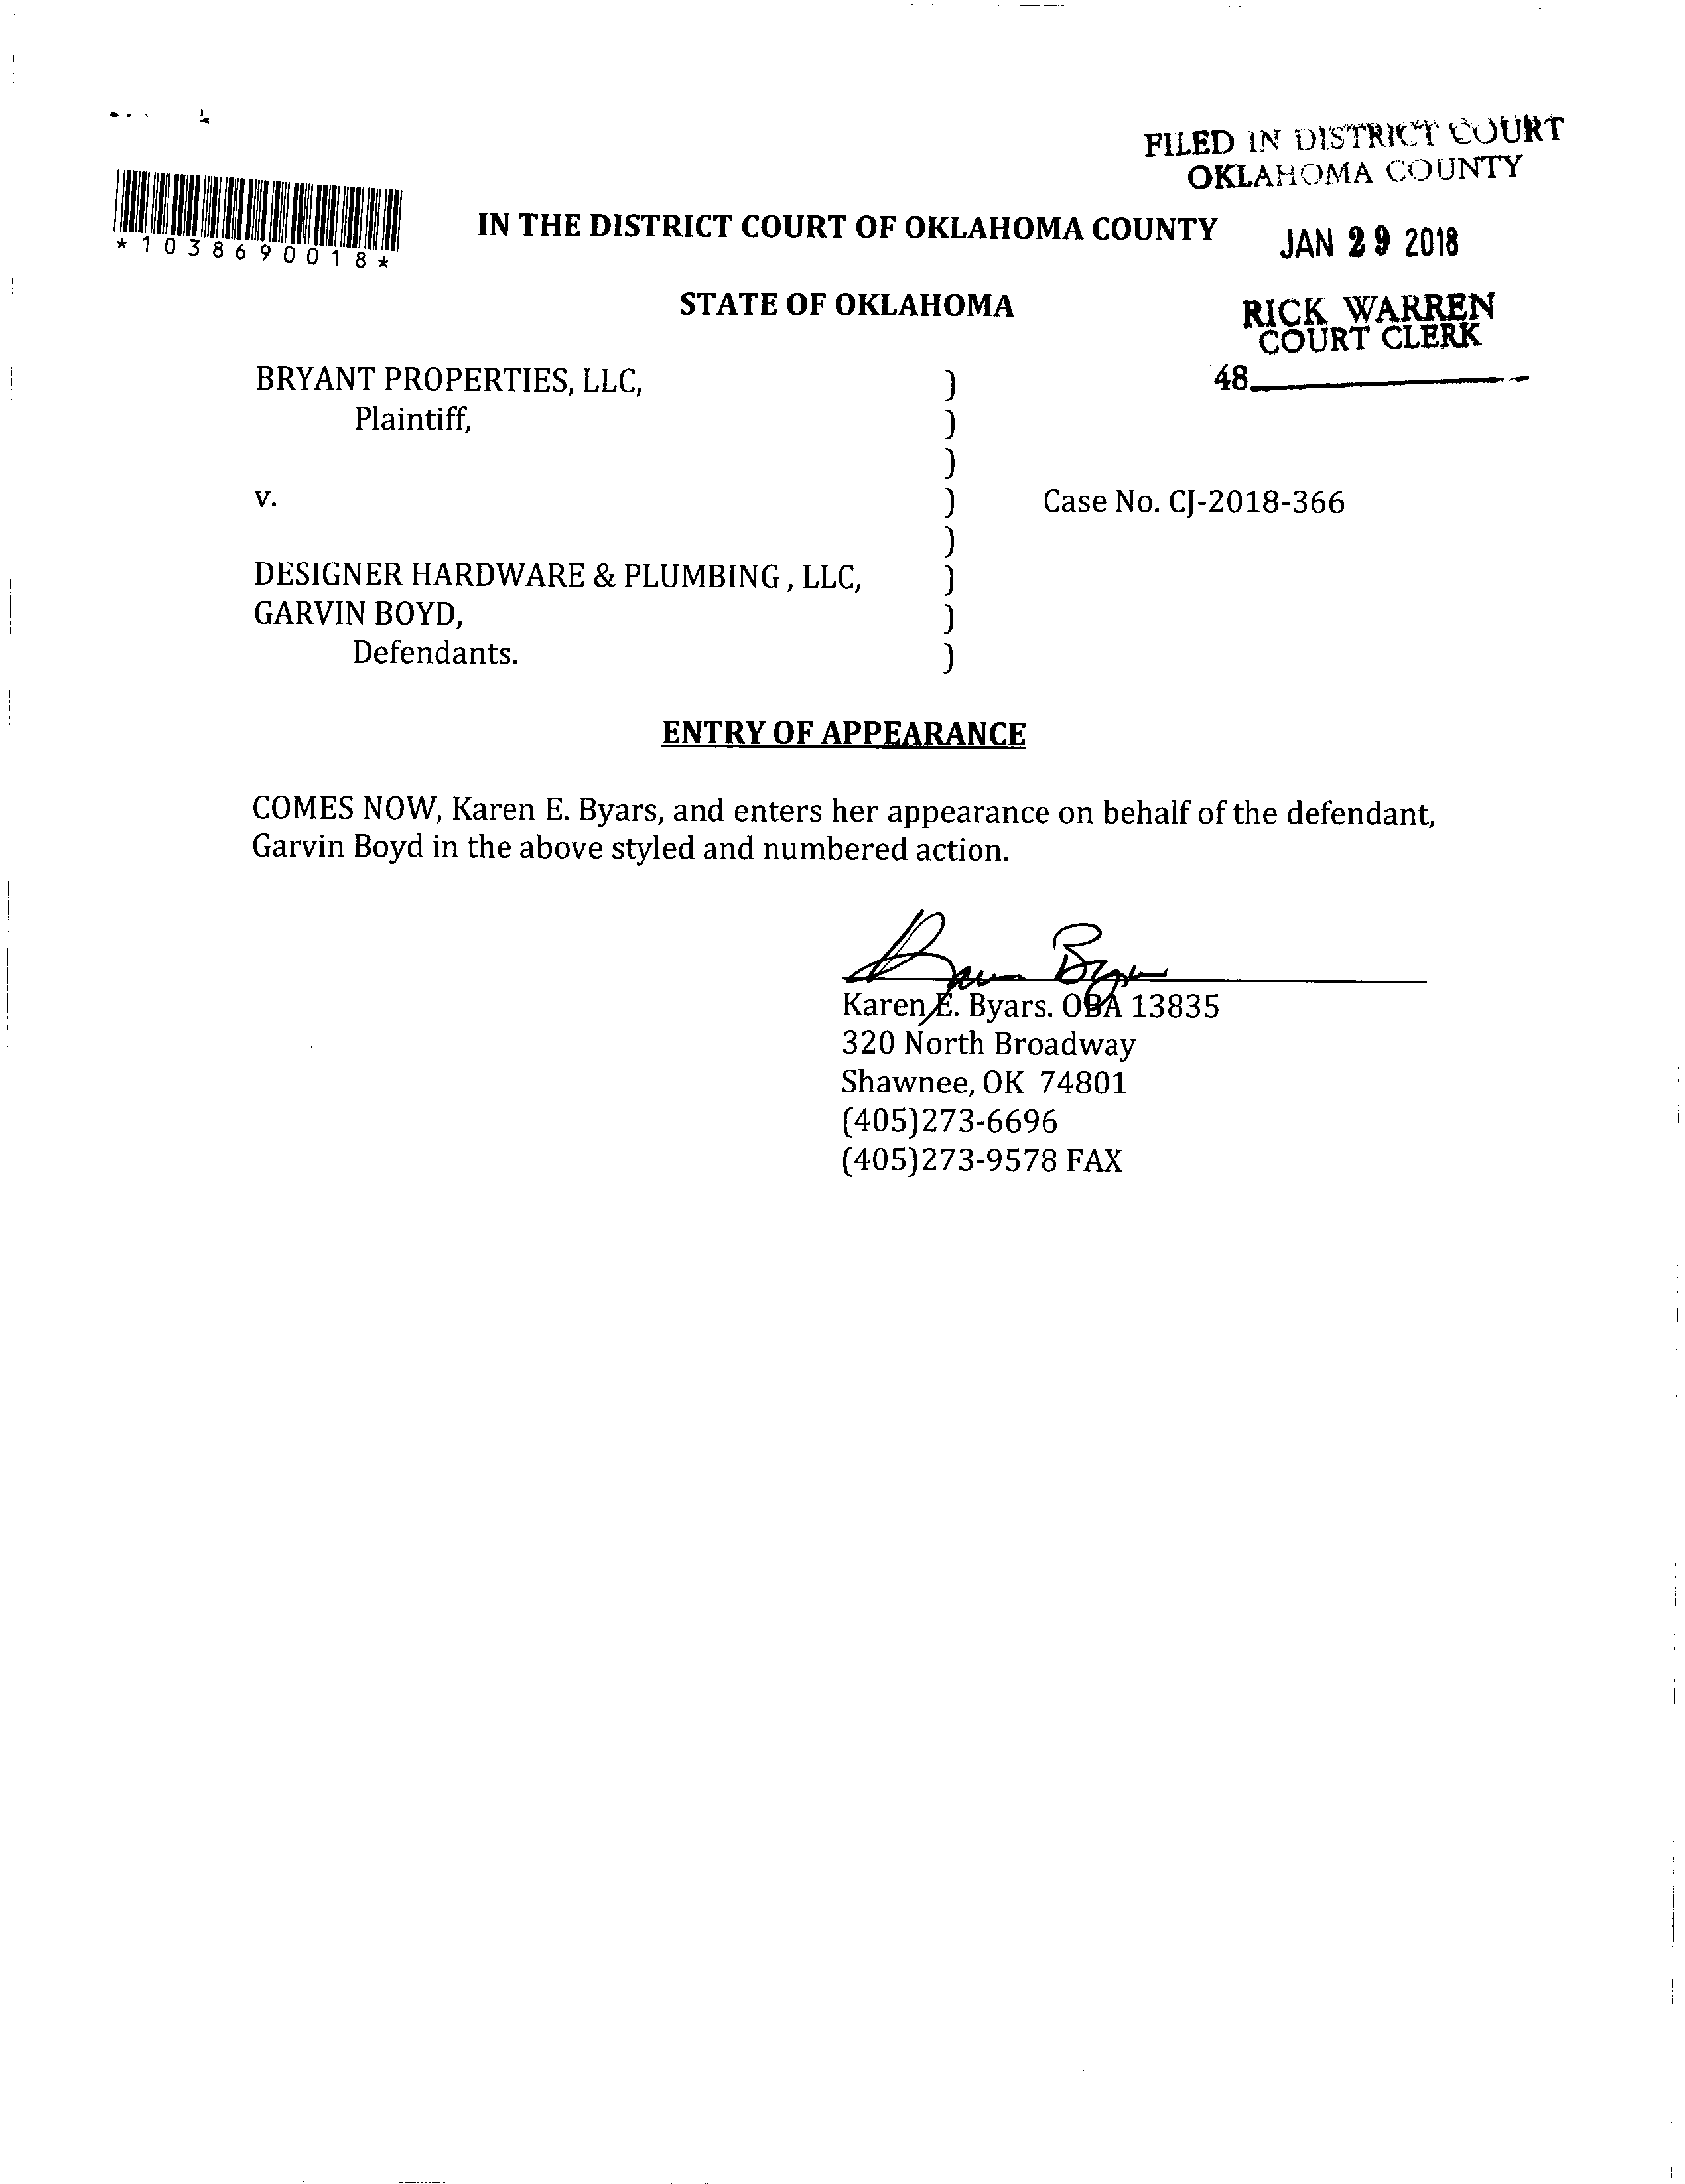 FILED IN DISTRICT COURT
OKLAHOMA COUNTY
*1038690018*
IN THE DISTRICT COURT OF OKLAHOMA COUNTY
JAN 29 2018
STATE OF OKLAHOMA
RICK WARREN
COURT CLERK
48
BRYANT PROPERTIES, LLC, )
Plaintiff, )
)
v. ) Case No. CJ-2018-366
)
DESIGNER HARDWARE & PLUMBING , LLC, )
GARVIN BOYD, )
Defendants. )
ENTRY OF APPEARANCE
COMES NOW, Karen E. Byars, and enters her appearance on behalf of the defendant,
Garvin Boyd in the above styled and numbered action.
Karen E. Byars. OBA 13835
320 North Broadway
Shawnee, OK 74801
(405)273-6696
(405)273-9578 FAX